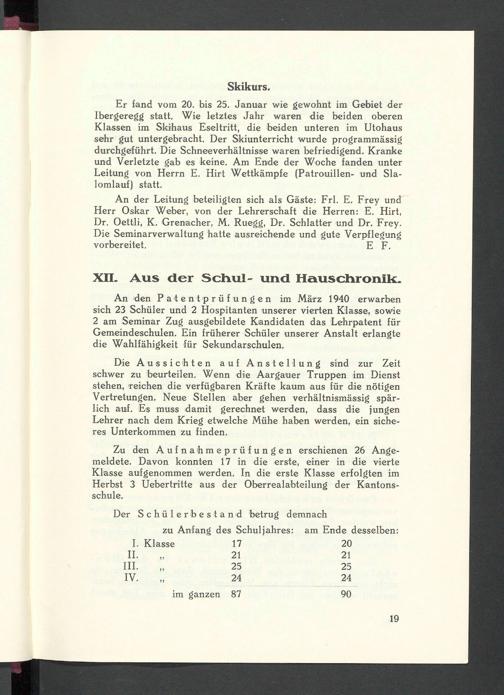 Skikurs.
Er fand vom 20. bis 25. Januar wie gewohnt im Gebiet der
Ibergeregg statt. Wie letztes Jahr waren die beiden oberen
Klassen im Skihaus Eseltritt, die beiden unteren im Utohaus
sehr gut untergebracht. Der Skiunterricht wurde programmässig
durchgeführt. Die Schneeverhältnisse waren befriedigend. Kranke
und Verletzte gab es keine. Am Ende der Woche fanden unter
Leitung von Herrn E. Hirt Wettkämpfe (Patrouillen- und Sla-
lomlauf) statt.
An der Leitung beteiligten sich als Gäste: Frl. E. Frey und
Herr Oskar Weber, von der Lehrerschaft die Herren: E. Hirt,
Dr. Oettli, K. Grenacher, M. Ruegg, Dr. Schlatter und Dr. Frey.
Die Seminarverwaltung hatte ausreichende und gute Verpflegung
vorbereitet. E F.
XII. Aus der Schul- und Hauschronik.
An den Patentprüfungen im März 1940 erwarben
sich 23 Schüler und 2 Hospitanten unserer vierten Klasse, sowie
2 am Seminar Zug ausgebildete Kandidaten das Lehrpatent für
Gemeindeschulen. Ein früherer Schüler unserer Anstalt erlangte
die Wahlfähigkeit für Sekundarschulen.
Die Aussichten auf Anstellung sind zur Zeit
schwer zu beurteilen. Wenn die Aargauer Truppen im Dienst
stehen, reichen die verfügbaren Kräfte kaum aus für die nötigen
Vertretungen. Neue Stellen aber gehen verhältnismässig spär-
lich auf. Es muss damit gerechnet werden, dass die jungen
Lehrer nach dem Krieg etwelche Mühe haben werden, ein siche-
res Unterkommen zu finden.
Zu den Aufnahmeprüfungen erschienen 26 Ange-
meldete. Davon konnten 17 in die erste, einer in die vierte
Klasse aufgenommen werden. In die erste Klasse erfolgten im
Herbst 3 Uebertritte aus der Oberrealabteilung der Kantons-
schule.
Der Schülerbestand betrug demnach
zu Anfang des Schuljahres: am Ende desselben:
I. Klasse 17 20
II. „ 21 21
III. „ 25 25
IV. „ 24 24
im ganzen 87 90
19